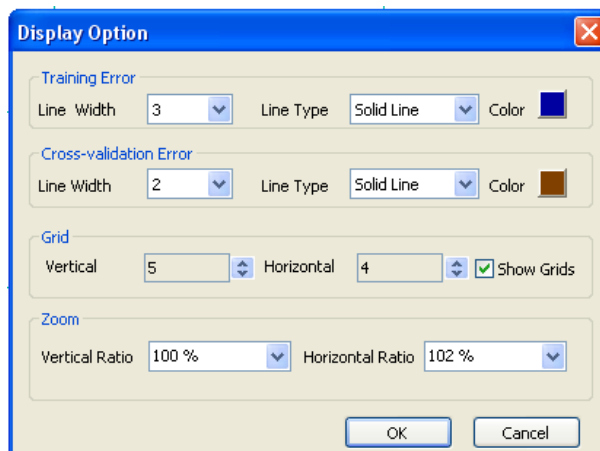 Display Option
Training Error
Line Width 3 Line Type Solid Line Color
Cross-validation Error
Line Width 2 Line Type Solid Line Color
Grid
Vertical 5 Horizontal 4 Show Grids
Zoom
Vertical Ratio 100 % Horizontal Ratio 102 %
OK Cancel